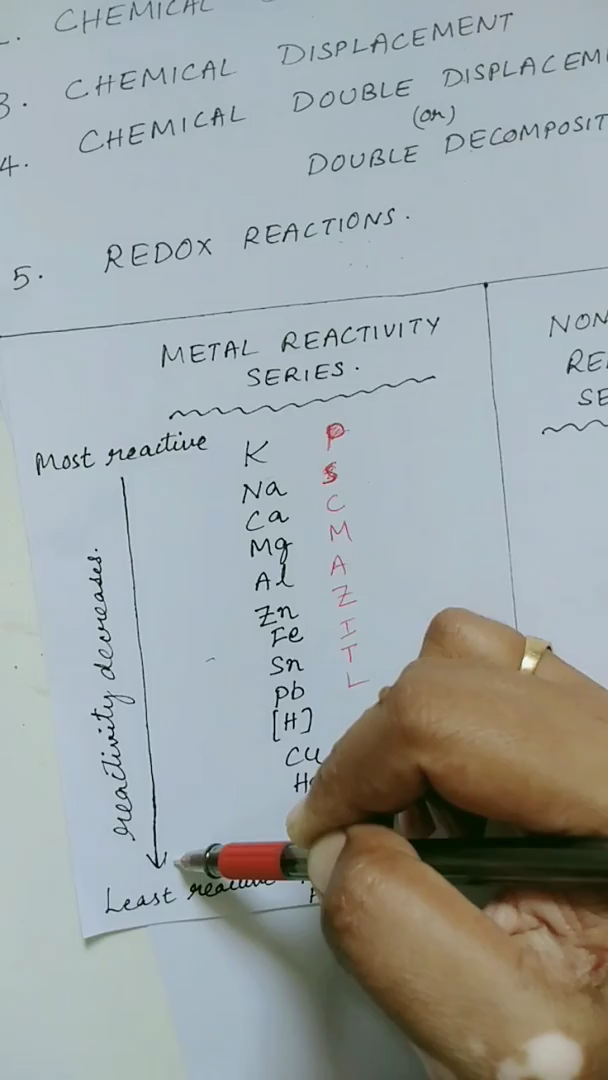 CHEMICAL
3. CHEMICAL DISPLACEMENT
4. CHEMICAL DOUBLE DISPLACEM
(or)
DOUBLE DECOMPOSIT
5. REDOX REACTIONS.
METAL REACTIVITY
SERIES.
Most reactive
reactivity decreases.
Least reactive
K P
Na S
Ca C
Mg M
Al A
Zn Z
Fe I
Sn T
Pb L
[H]
Cu
NON
SE